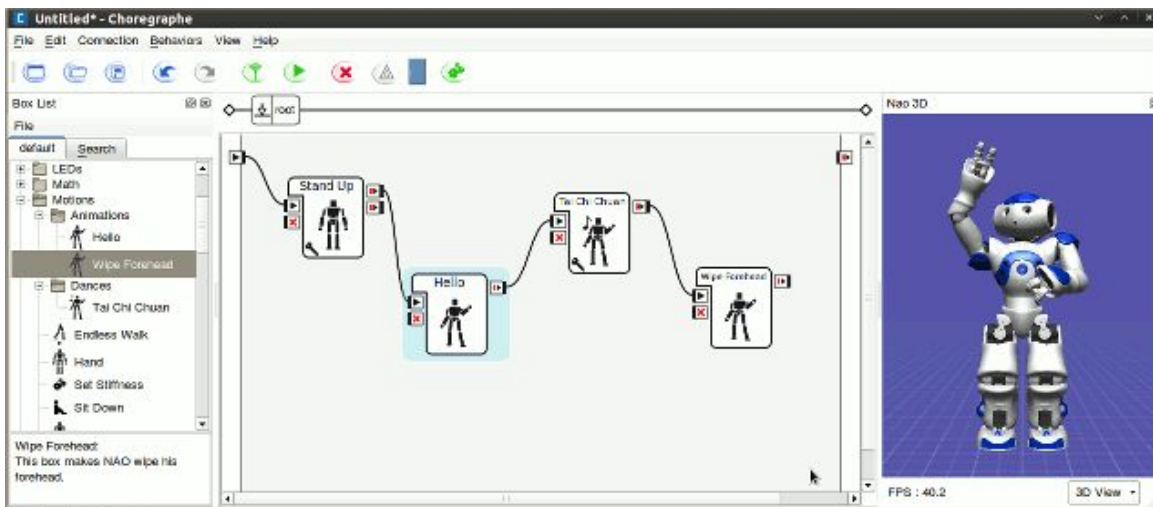 Untitled* - Choregraphe
File Edit Connection Behaviors View Help
Box List
File
default Search
LEDs
Math
Motions
Animations
Hello
Wipe Forehead
Dances
Tai Chi Chuan
Endless Walk
Hand
Set Stiffness
Sit Down
Wipe Forehead:
This box makes NAO wipe his
forehead.
root
Stand Up
Hello
Tai Chi Chuan
Wipe Forehead
Nao 3D
FPS : 40.2
3D View